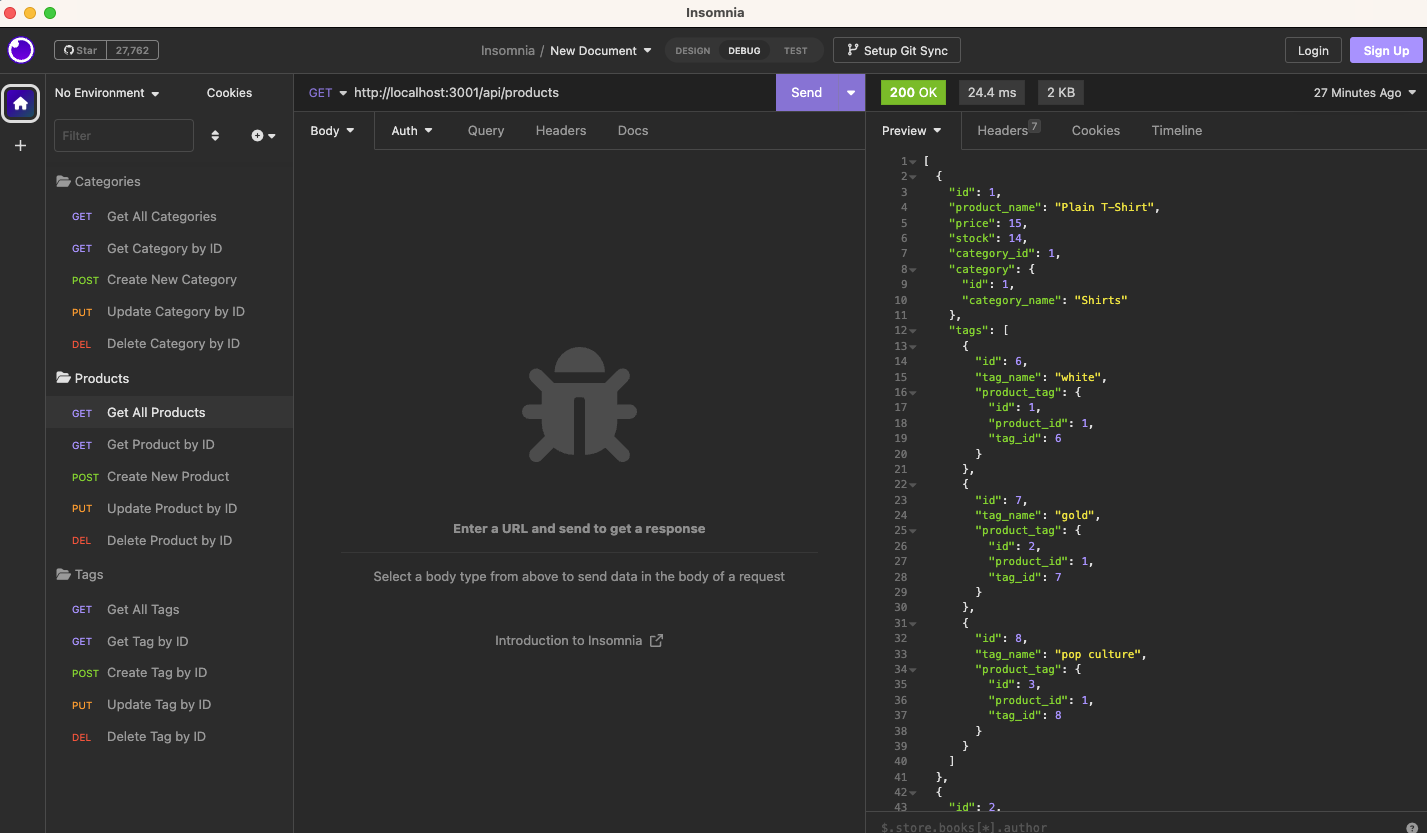 Insomnia
Star 27,762
Insomnia / New Document
DESIGN DEBUG TEST
Setup Git Sync
Login
Sign Up
No Environment
Cookies
Filter
Categories
GET Get All Categories
GET Get Category by ID
POST Create New Category
PUT Update Category by ID
DEL Delete Category by ID
Products
GET Get All Products
GET Get Product by ID
POST Create New Product
PUT Update Product by ID
DEL Delete Product by ID
Tags
GET Get All Tags
GET Get Tag by ID
POST Create Tag by ID
PUT Update Tag by ID
DEL Delete Tag by ID
GET http://localhost:3001/api/products Send
Body Auth Query Headers Docs
Enter a URL and send to get a response
Select a body type from above to send data in the body of a request
Introduction to Insomnia
200 OK 24.4 ms 2 KB 27 Minutes Ago
Preview Headers 7 Cookies Timeline
1 [
2 {
3 "id": 1,
4 "product_name": "Plain T-Shirt",
5 "price": 15,
6 "stock": 14,
7 "category_id": 1,
8 "category": {
9 "id": 1,
10 "category_name": "Shirts"
11 },
12 "tags": [
13 {
14 "id": 6,
15 "tag_name": "white",
16 "product_tag": {
17 "id": 1,
18 "product_id": 1,
19 "tag_id": 6
20 }
21 },
22 {
23 "id": 7,
24 "tag_name": "gold",
25 "product_tag": {
26 "id": 2,
27 "product_id": 1,
28 "tag_id": 7
29 }
30 },
31 {
32 "id": 8,
33 "tag_name": "pop culture",
34 "product_tag": {
35 "id": 3,
36 "product_id": 1,
37 "tag_id": 8
38 }
39 }
40 ]
41 },
42 {
43 "id": 2,
$.store.books[*].author